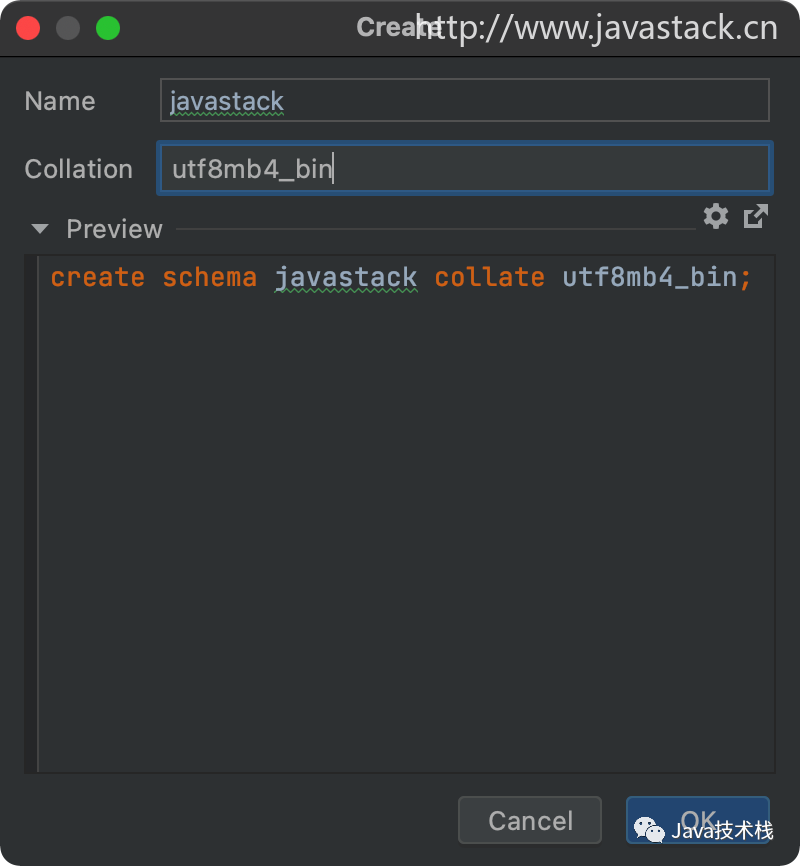 Create
http://www.javastack.cn
Name javastack
Collation utf8mb4_bin
Preview
create schema javastack collate utf8mb4_bin;
Cancel OK
Java技术栈